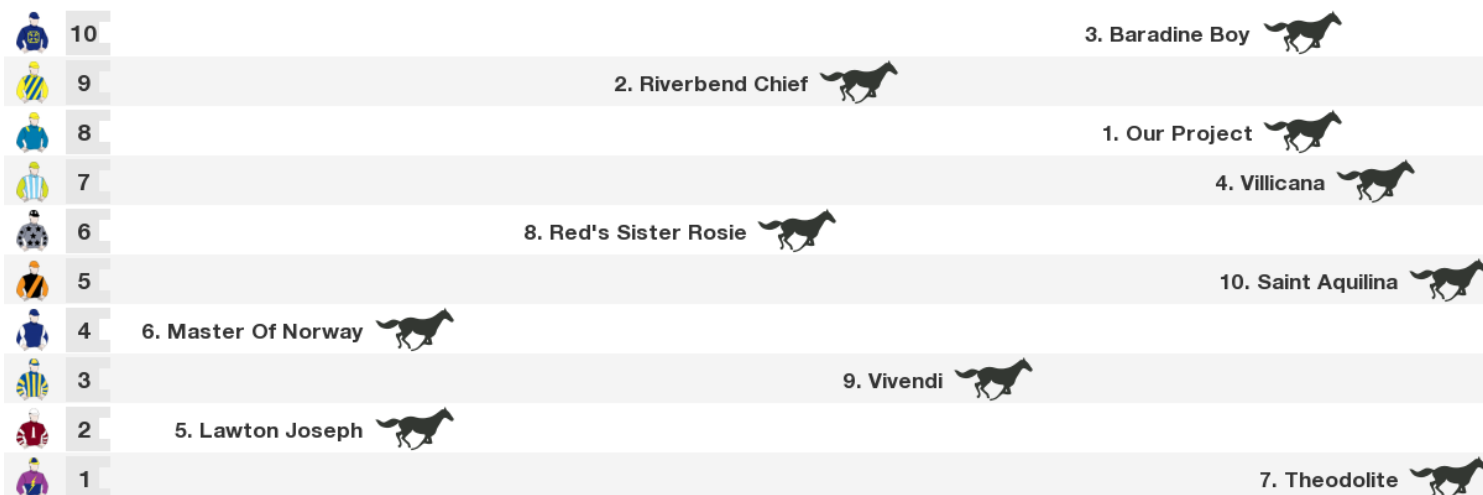 10 3. Baradine Boy
9 2. Riverbend Chief
8 1. Our Project
7 4. Villicana
6 8. Red's Sister Rosie
5 10. Saint Aquilina
4 6. Master Of Norway
3 9. Vivendi
2 5. Lawton Joseph
1 7. Theodolite